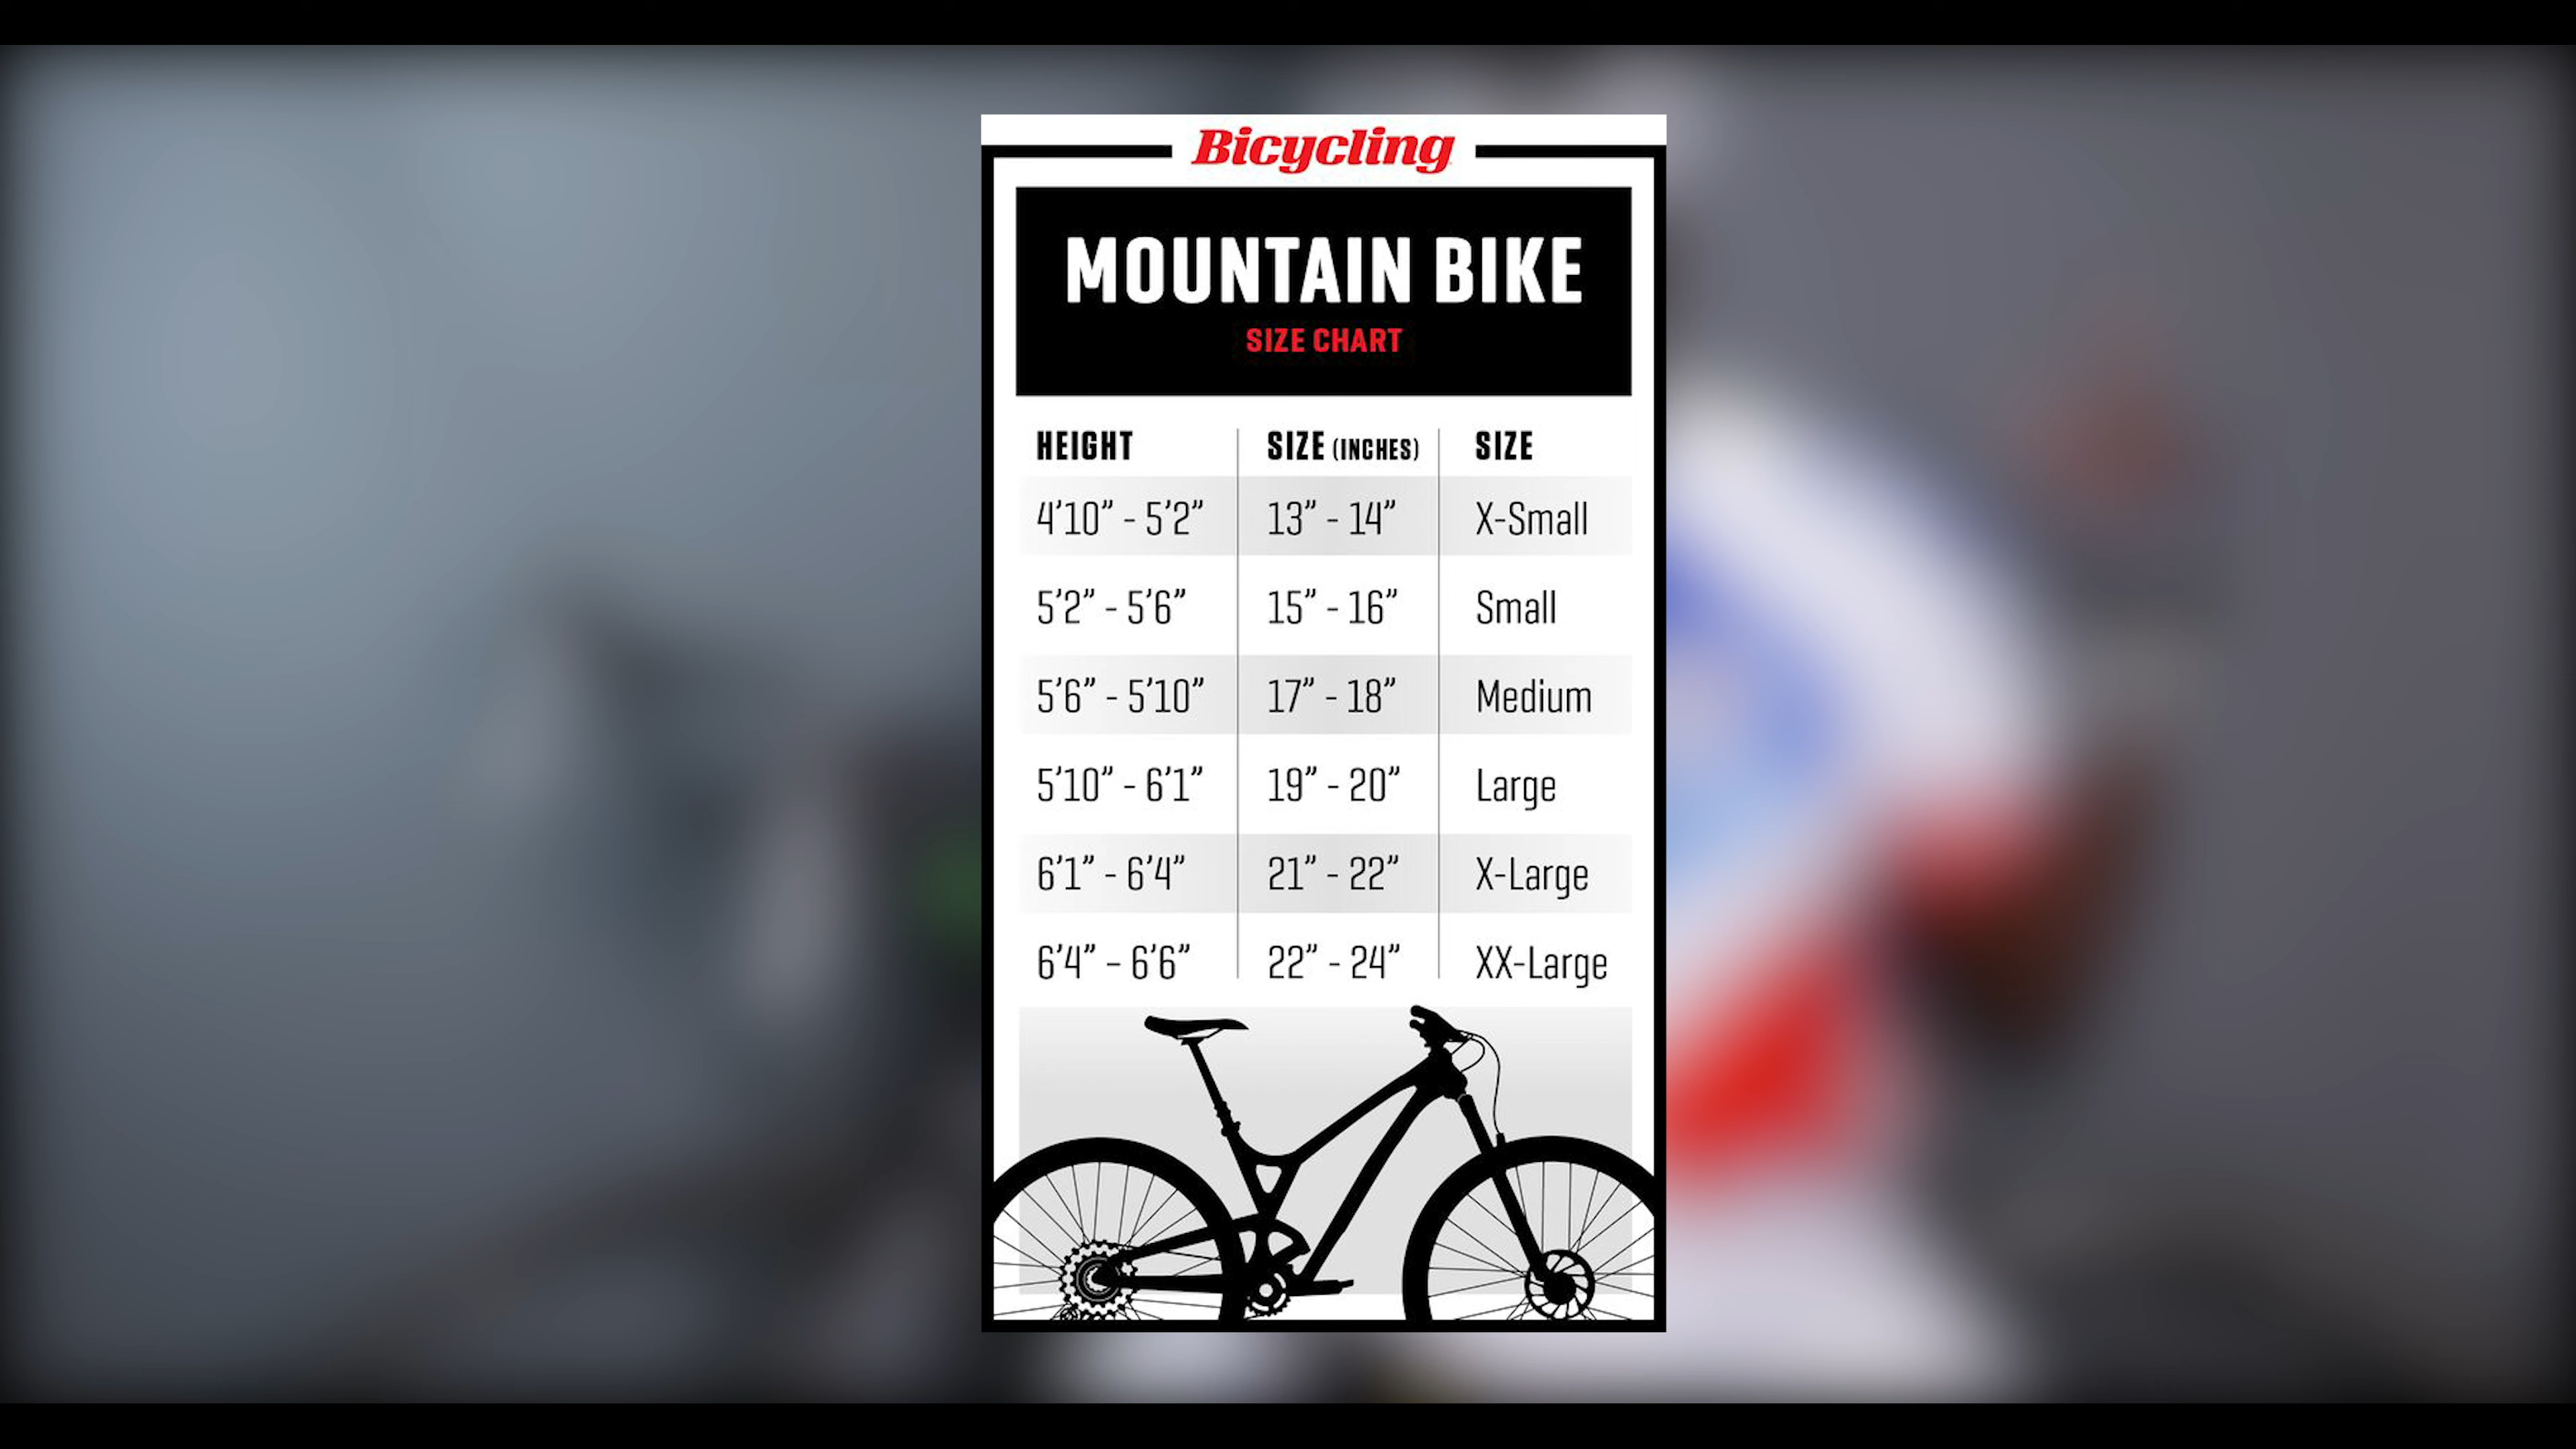 Bicycling
MOUNTAIN BIKE
SIZE CHART
HEIGHT SIZE (INCHES) SIZE
4’10” - 5’2” 13” - 14” X-Small
5’2” - 5’6” 15” - 16” Small
5’6” - 5’10” 17” - 18” Medium
5’10” - 6’1” 19” - 20” Large
6’1” - 6’4” 21” - 22” X-Large
6’4” - 6’6” 22” - 24” XX-Large